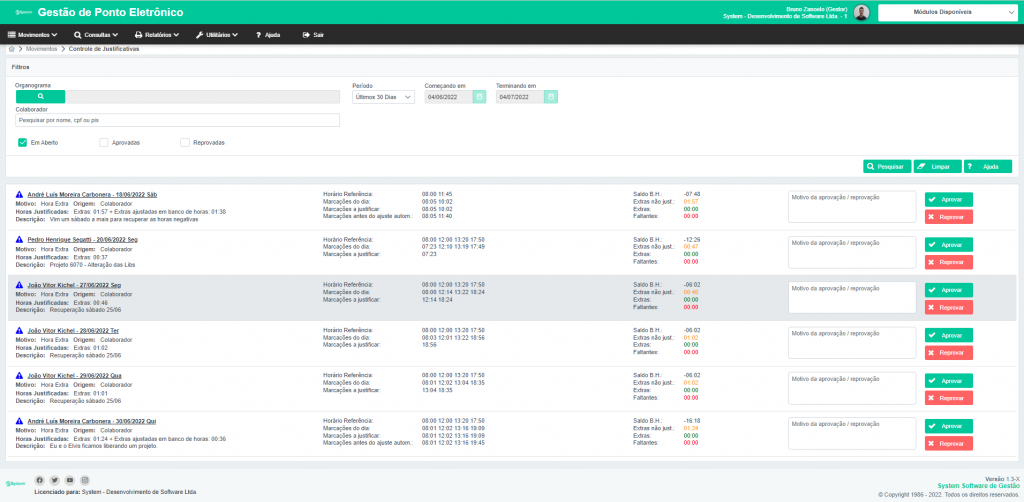 System Gestão de Ponto Eletrônico
Bruno Zanoelo (Gestor)
System - Desenvolvimento de Software Ltda. - 1
Módulos Disponíveis
Movimentos Consultas Relatórios Utilitários ? Ajuda Sair
Movimentos Controle de Justificativas
Filtros
Organograma Período Começando em Terminando em
Últimos 30 Dias 04/06/2022 04/07/2022
Colaborador
Pesquisar por nome, cpf ou pis
Em Aberto Aprovadas Reprovadas
Pesquisar Limpar ? Ajuda
André Luís Moreira Carbonera - 18/06/2022 Sáb Horário Referência: 08:00 11:45 Saldo B.H.: -07:48 Motivo da aprovação / reprovação Aprovar
Motivo: Hora Extra Origem: Colaborador Marcações do dia: 08:05 10:02 Extras não just.: 01:57
Horas Justificadas: Extras: 01:57 + Extras ajustadas em banco de horas: 01:38 Marcações a justificar: 08:05 10:02 Extras: 00:00 Reprovar
Descrição: Vim um sábado a mais para recuperar as horas negativas Marcações antes do ajuste autom.: 08:05 11:40 Faltantes: 00:00
Pedro Henrique Segatti - 20/06/2022 Seg Horário Referência: 08:00 12:00 13:20 17:50 Saldo B.H.: -12:26 Motivo da aprovação / reprovação Aprovar
Motivo: Hora Extra Origem: Colaborador Marcações do dia: 07:23 12:10 13:19 17:49 Extras não just.: 00:47
Horas Justificadas: Extras: 00:37 Marcações a justificar: 07:23 Extras: 00:00 Reprovar
Descrição: Projeto 6070 - Alteração das Libs Faltantes: 00:00
João Vitor Kichel - 27/06/2022 Seg Horário Referência: 08:00 12:00 13:20 17:50 Saldo B.H.: -06:02 Motivo da aprovação / reprovação Aprovar
Motivo: Hora Extra Origem: Colaborador Marcações do dia: 08:00 12:14 13:22 18:24 Extras não just.: 00:46
Horas Justificadas: Extras: 00:46 Marcações a justificar: 12:14 18:24 Extras: 00:00 Reprovar
Descrição: Recuperação sábado 25/06 Faltantes: 00:00
João Vitor Kichel - 28/06/2022 Ter Horário Referência: 08:00 12:00 13:20 17:50 Saldo B.H.: -06:02 Motivo da aprovação / reprovação Aprovar
Motivo: Hora Extra Origem: Colaborador Marcações do dia: 08:03 12:01 13:22 18:56 Extras não just.: 01:02
Horas Justificadas: Extras: 01:02 Marcações a justificar: 18:56 Extras: 00:00 Reprovar
Descrição: Recuperação sábado 25/06 Faltantes: 00:00
João Vitor Kichel - 29/06/2022 Qua Horário Referência: 08:00 12:00 13:20 17:50 Saldo B.H.: -06:02 Motivo da aprovação / reprovação Aprovar
Motivo: Hora Extra Origem: Colaborador Marcações do dia: 08:01 12:02 13:04 18:35 Extras não just.: 01:02
Horas Justificadas: Extras: 01:01 Marcações a justificar: 13:04 18:35 Extras: 00:00 Reprovar
Descrição: Recuperação sábado 25/06 Faltantes: 00:00
André Luís Moreira Carbonera - 30/06/2022 Qui Horário Referência: 08:00 12:00 13:20 17:50 Saldo B.H.: -16:18 Motivo da aprovação / reprovação Aprovar
Motivo: Hora Extra Origem: Colaborador Marcações do dia: 08:01 12:02 13:16 19:09 Extras não just.: 01:24
Horas Justificadas: Extras: 01:24 + Extras ajustadas em banco de horas: 00:36 Marcações a justificar: 08:01 12:02 13:16 19:09 Extras: 00:00 Reprovar
Descrição: Eu e o Elvis ficamos liberando um projeto. Marcações antes do ajuste autom.: 08:01 12:02 13:16 19:45 Faltantes: 00:00
System
Licenciado para: System - Desenvolvimento de Software Ltda.
Versão 1.3-X
System Software de Gestão
© Copyright 1986 - 2022. Todos os direitos reservados.